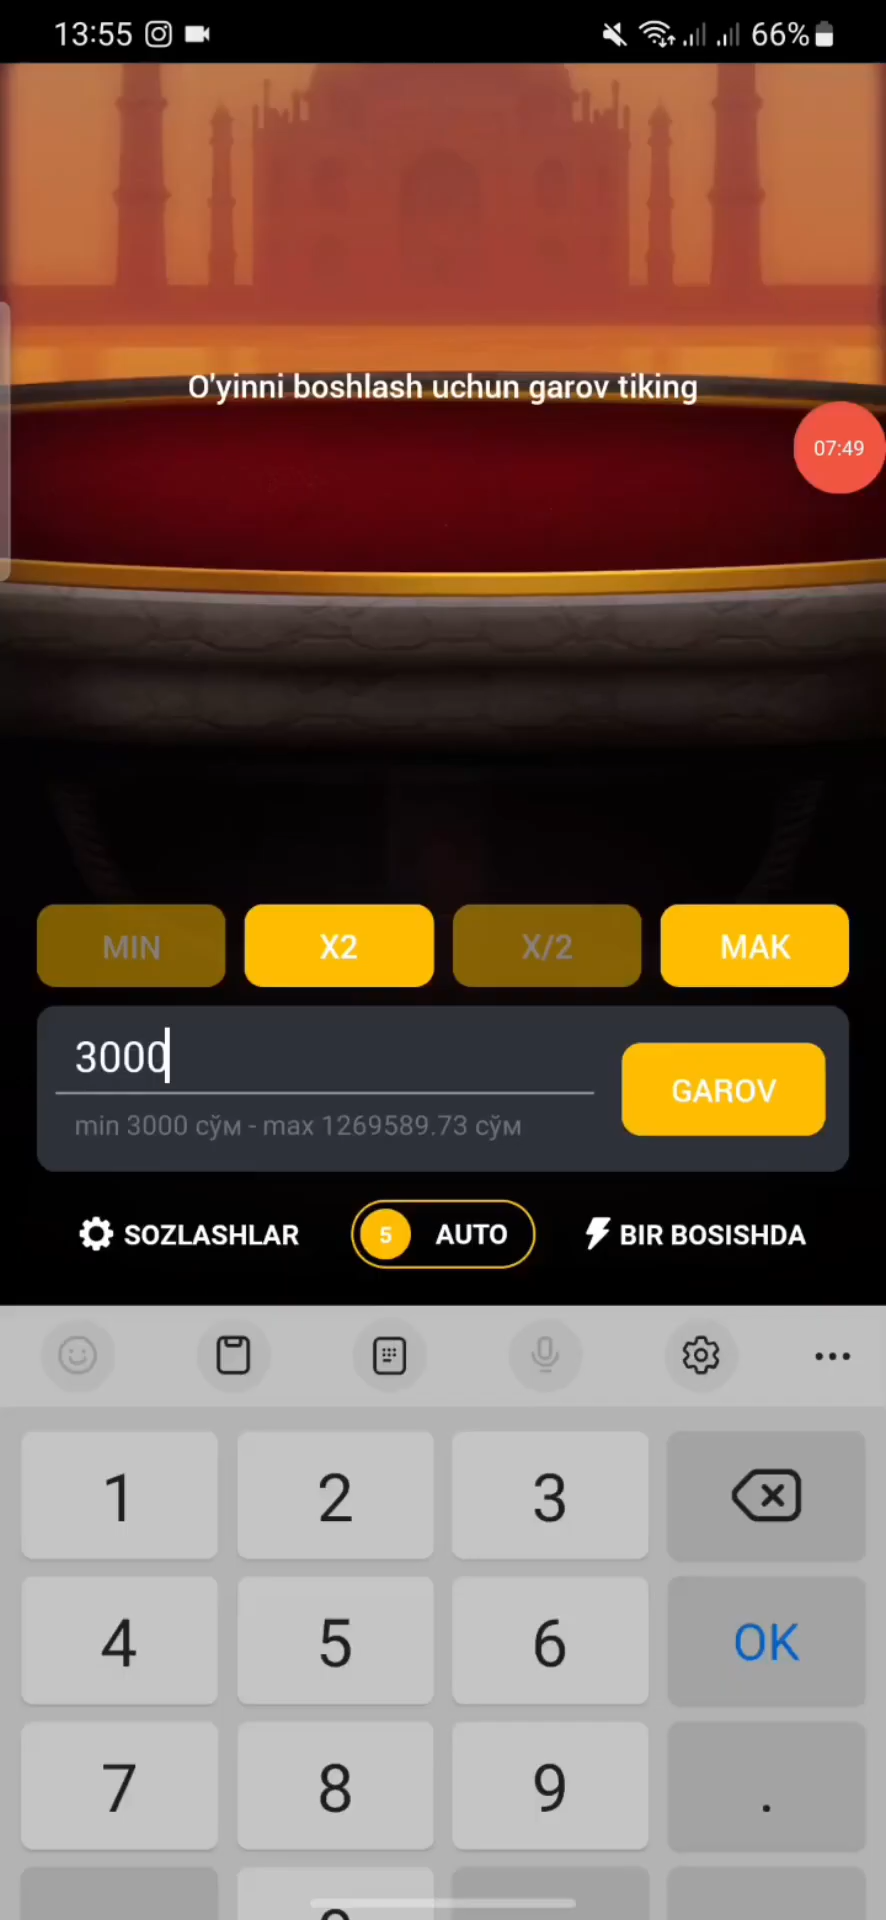 13:55 66%
O'yinni boshlash uchun garov tiking
07:49
MIN X2 X/2 MAK
3000
GAROV
min 3000 сўм - max 1269589.73 сўм
SOZLASHLAR 5 AUTO BIR BOSISHDA
1 2 3
4 5 6 OK
7 8 9 .